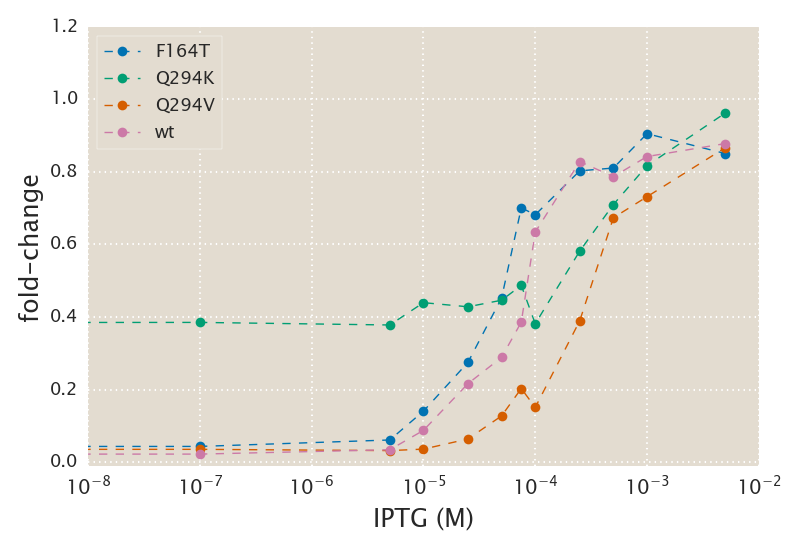 1.2
1.0
0.8
0.6
0.4
0.2
0.0
fold-change
F164T
Q294K
Q294V
wt
10⁻⁸ 10⁻⁷ 10⁻⁶ 10⁻⁵ 10⁻⁴ 10⁻³ 10⁻²
IPTG (M)